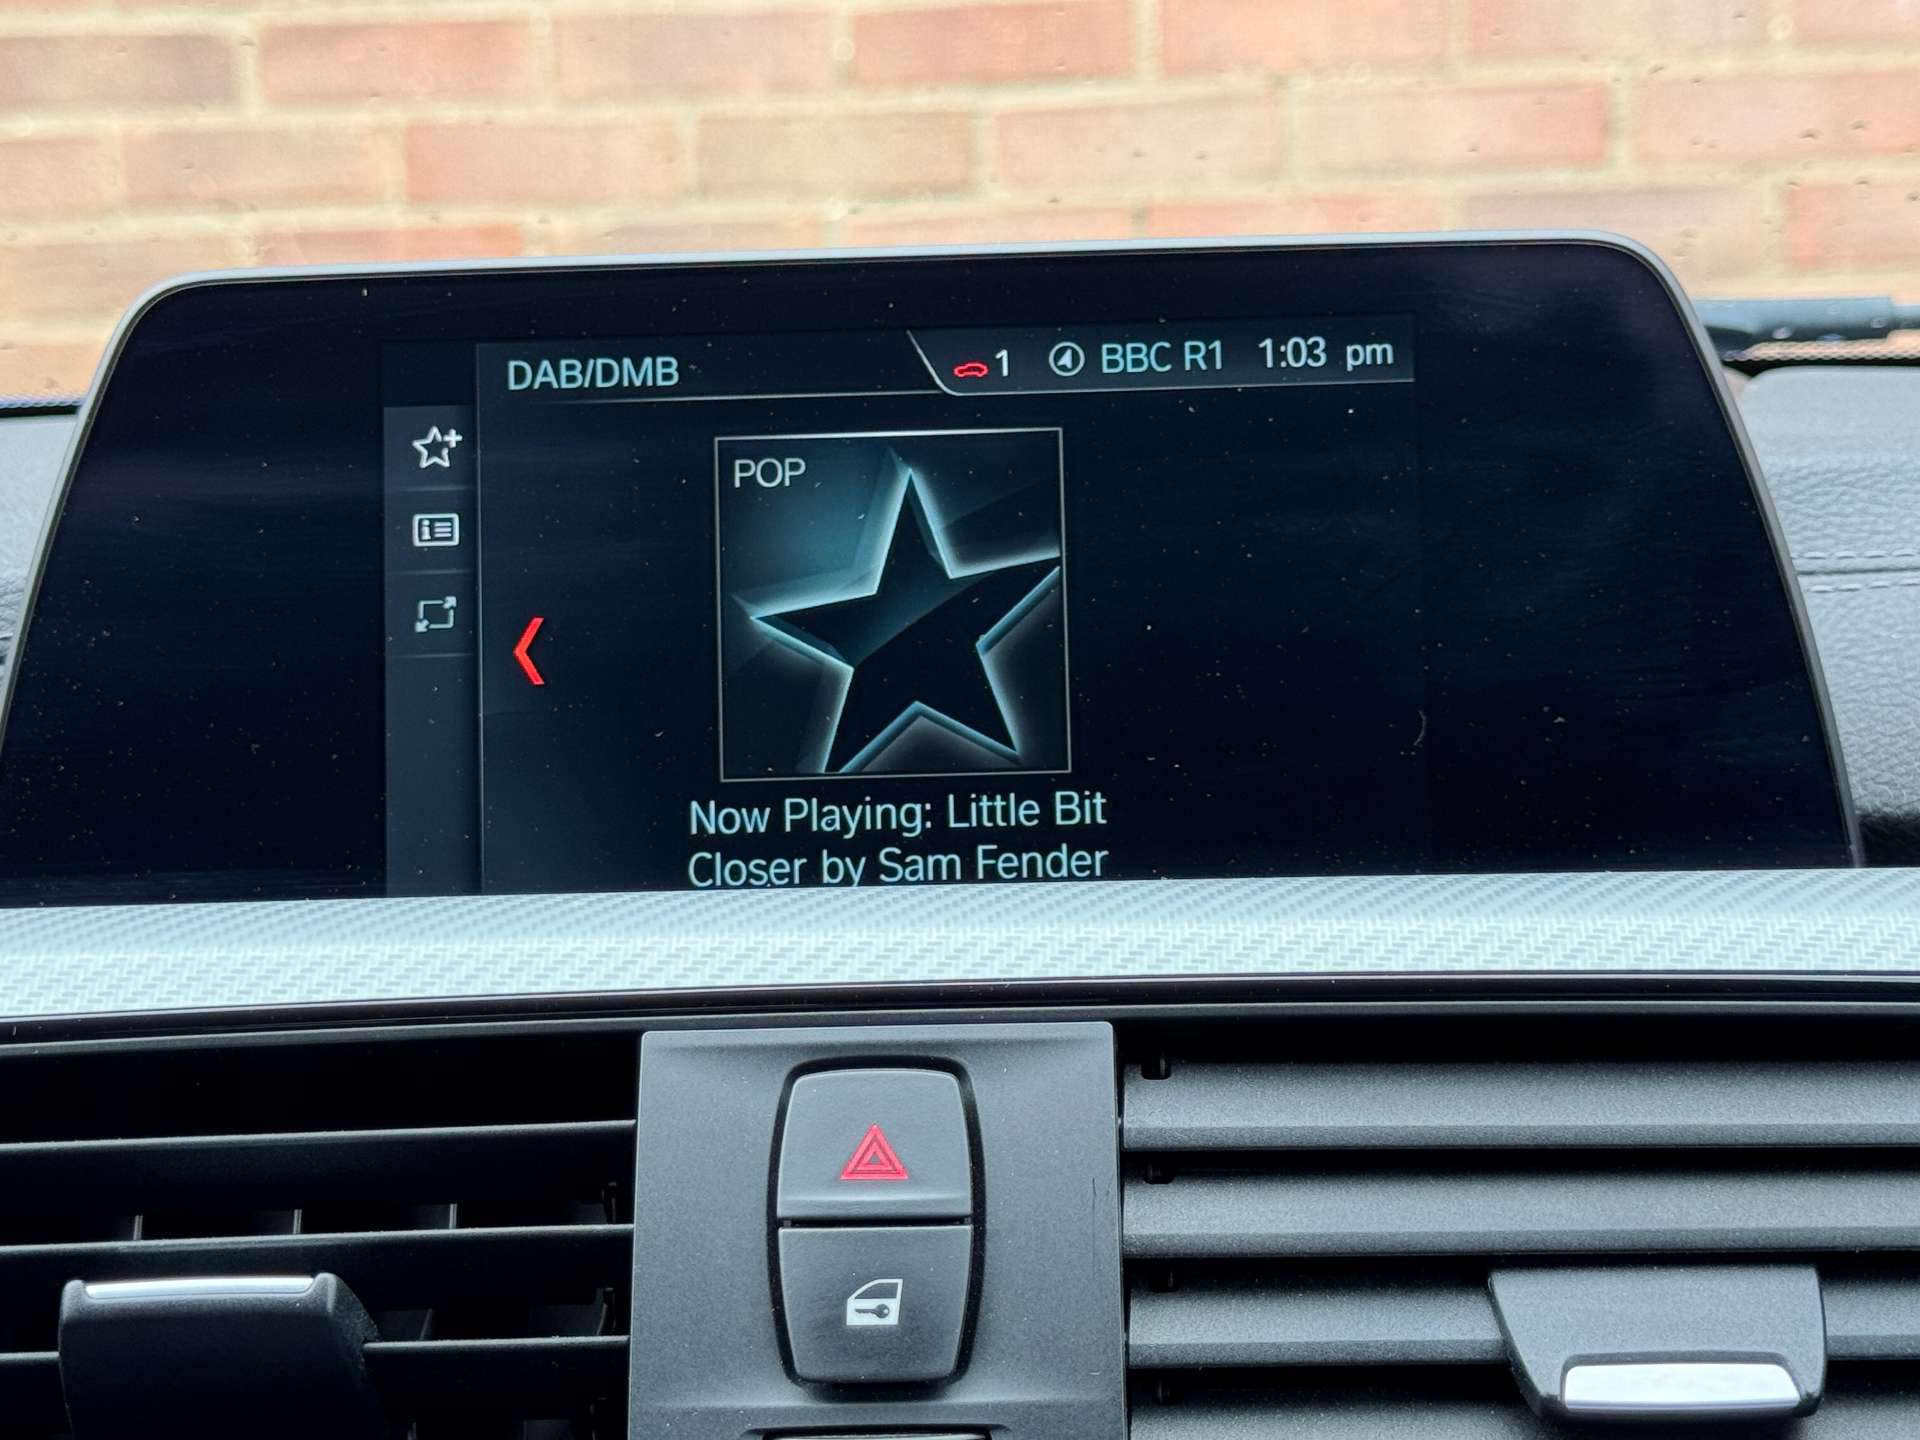 DAB/DMB
1 BBC R1 1:03 pm
POP
Now Playing: Little Bit
Closer by Sam Fender